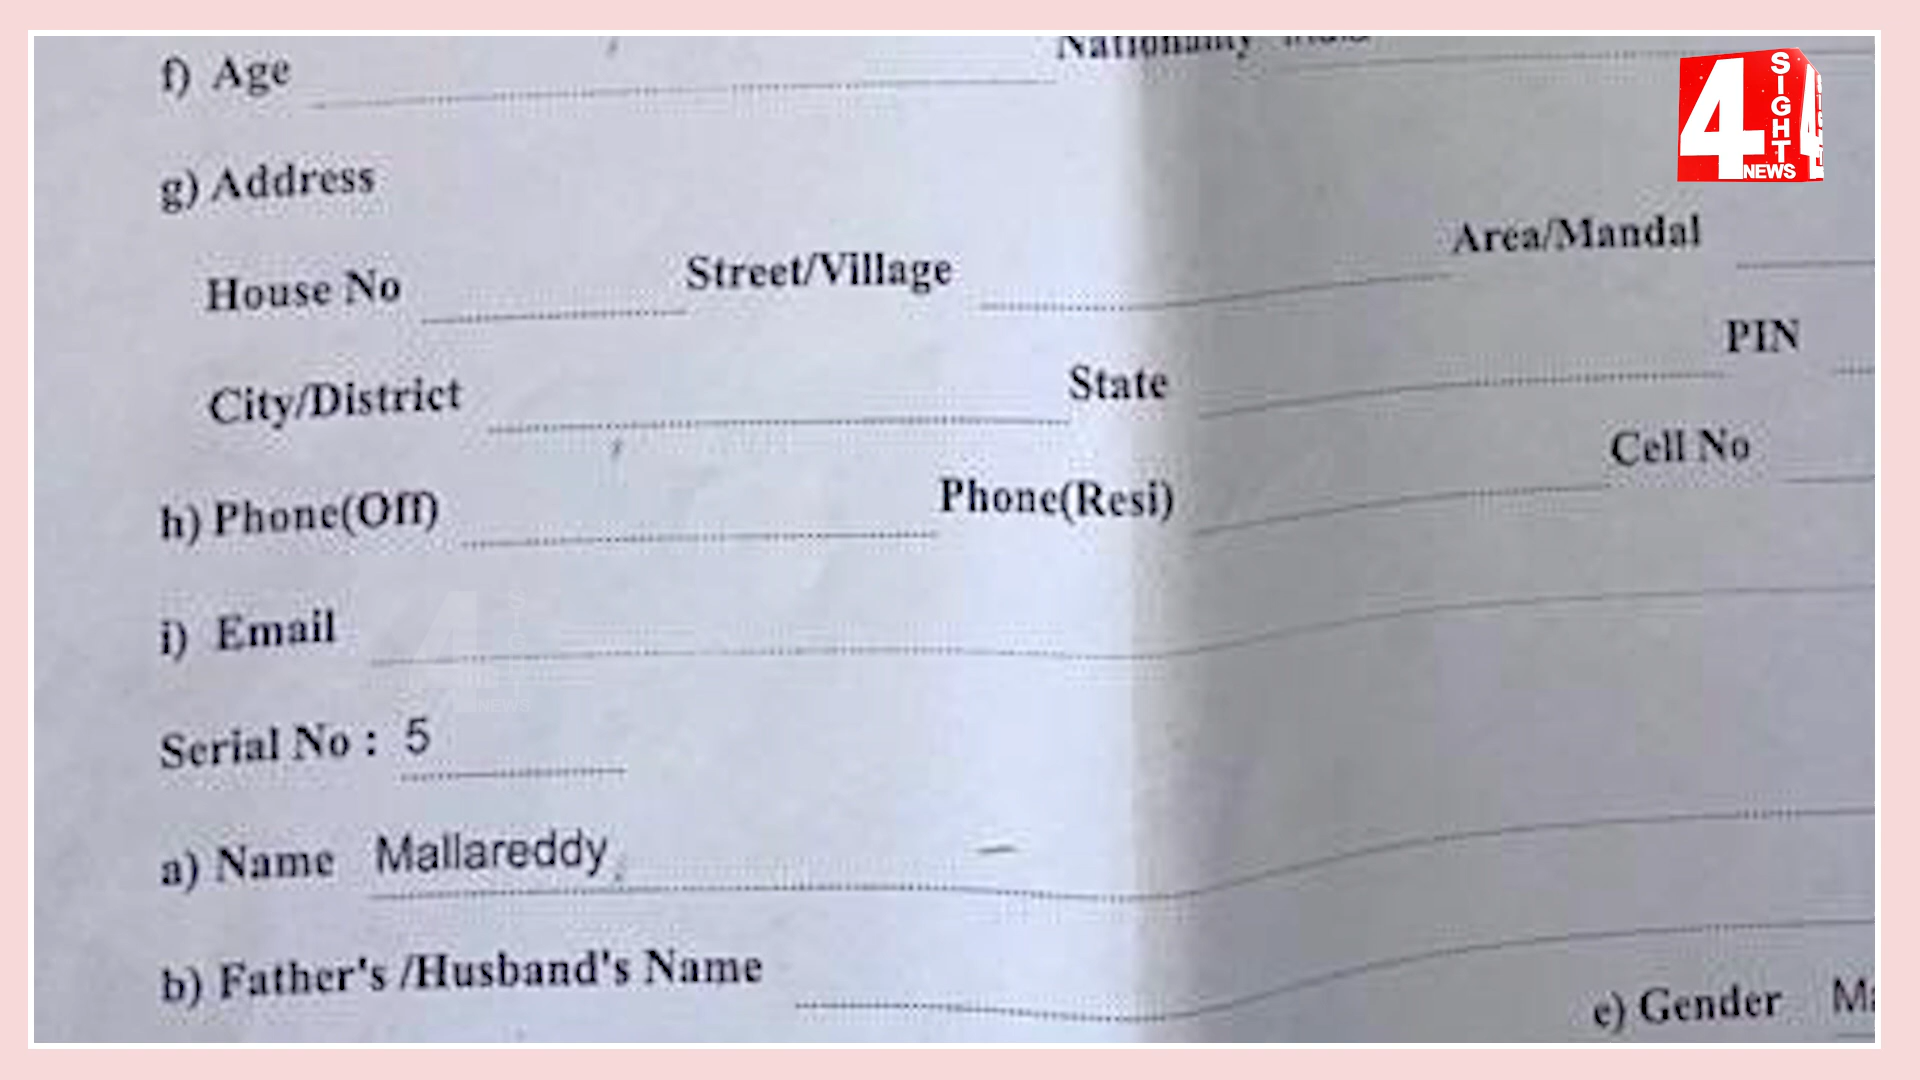 f) Age Nationality
g) Address
House No Street/Village Area/Mandal
City/District State PIN
h) Phone(Off) Phone(Resi) Cell No
i) Email
Serial No : 5
a) Name Mallareddy
b) Father's /Husband's Name
e) Gender
4 SIGHT NEWS